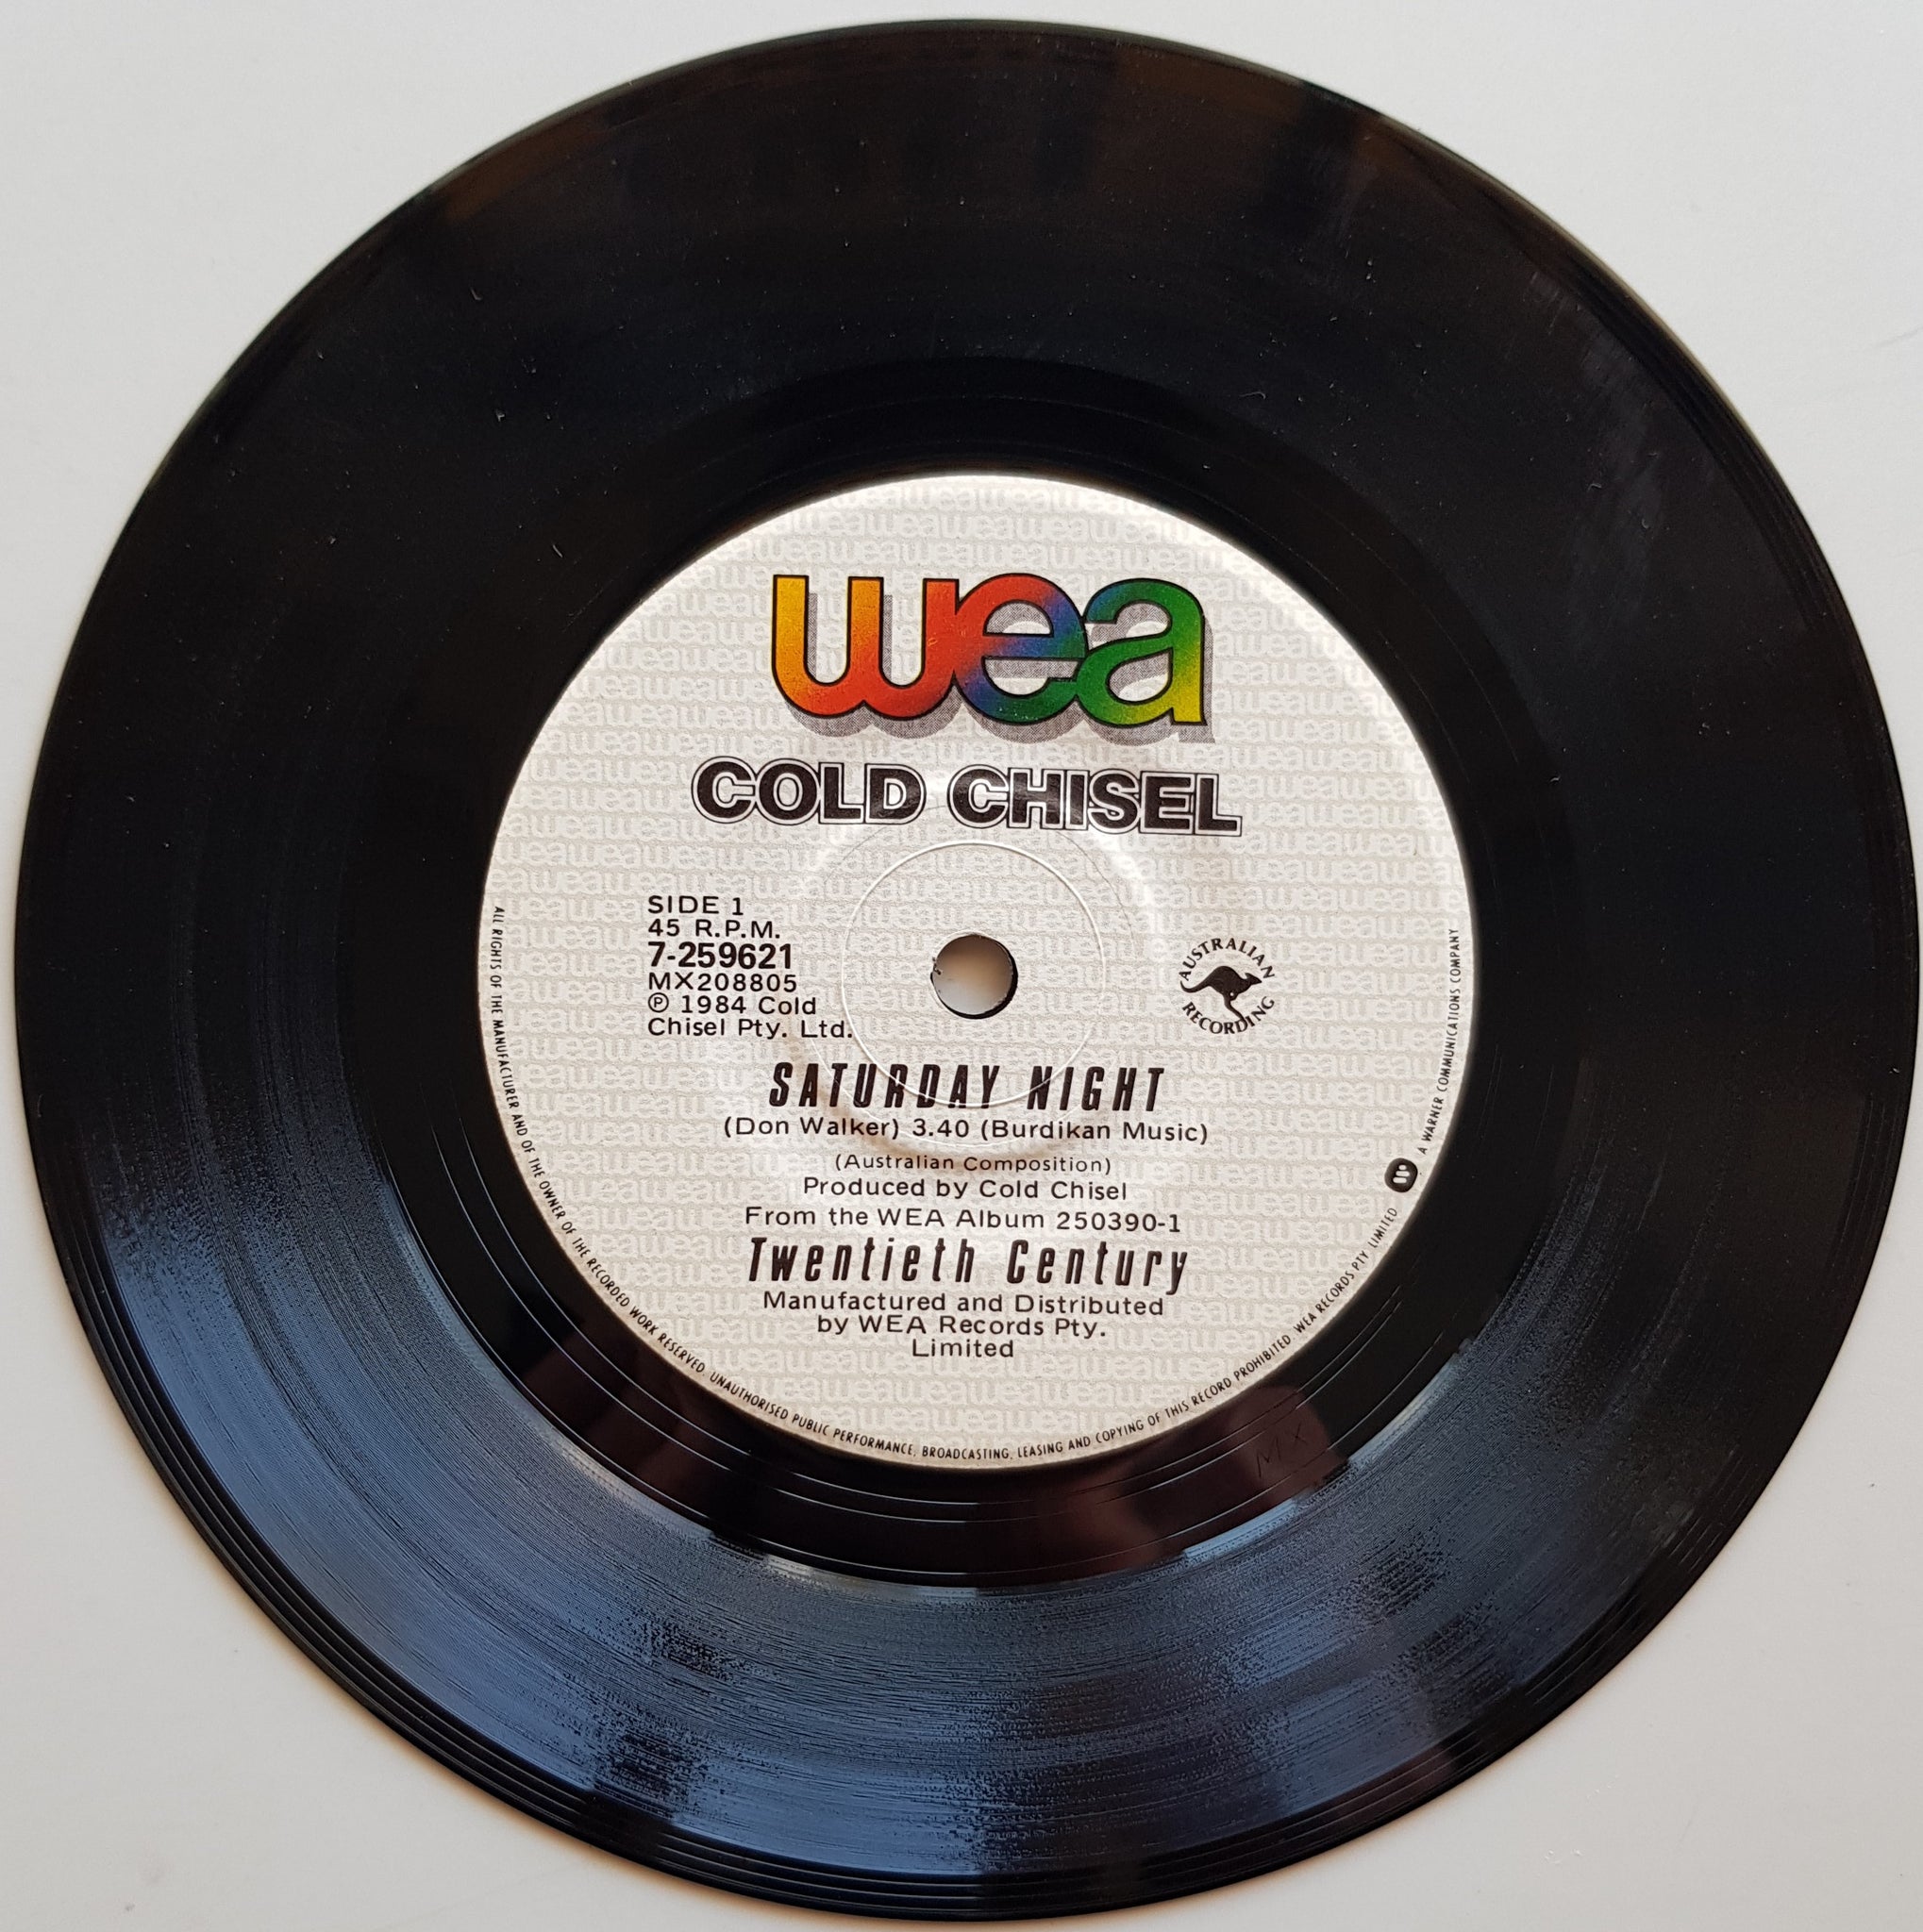 wea
COLD CHISEL
SIDE 1
45 R.P.M.
7-259621
MX208805
℗ 1984 Cold
Chisel Pty. Ltd.
AUSTRALIAN
RECORDING
SATURDAY NIGHT
(Don Walker) 3.40 (Burdikan Music)
(Australian Composition)
Produced by Cold Chisel
From the WEA Album 250390-1
Twentieth Century
Manufactured and Distributed
by WEA Records Pty.
Limited
ALL RIGHTS OF THE MANUFACTURER AND OF THE OWNER OF THE RECORDED WORK RESERVED. UNAUTHORISED PUBLIC PERFORMANCE, BROADCASTING, LEASING AND COPYING OF THIS RECORD PROHIBITED. WEA RECORDS PTY. LIMITED A WARNER COMMUNICATIONS COMPANY
MX